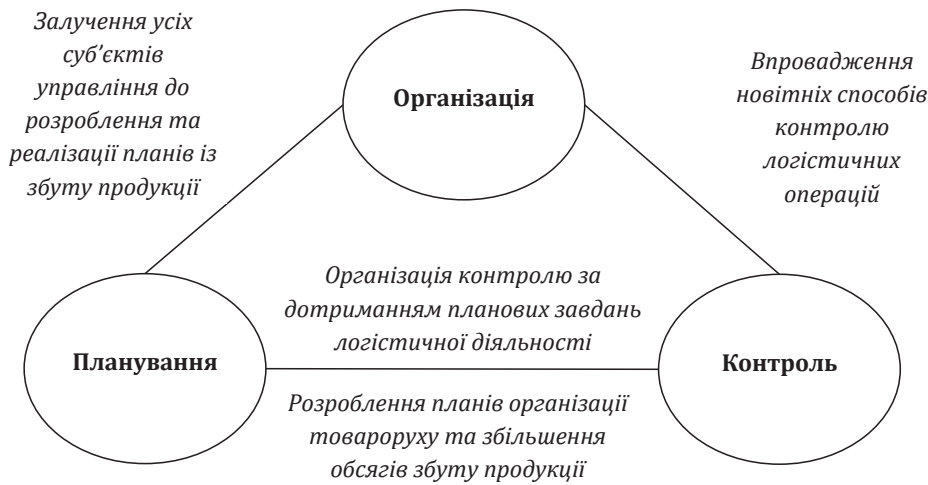 Залучення усіх
суб’єктів
управління до
розроблення та
реалізації планів із
збуту продукції
Організація
Впровадження
новітніх способів
контролю
логістичних
операцій
Організація контролю за
дотриманням планових завдань
логістичної діяльності
Планування
Контроль
Розроблення планів організації
товароруху та збільшення
обсягів збуту продукції